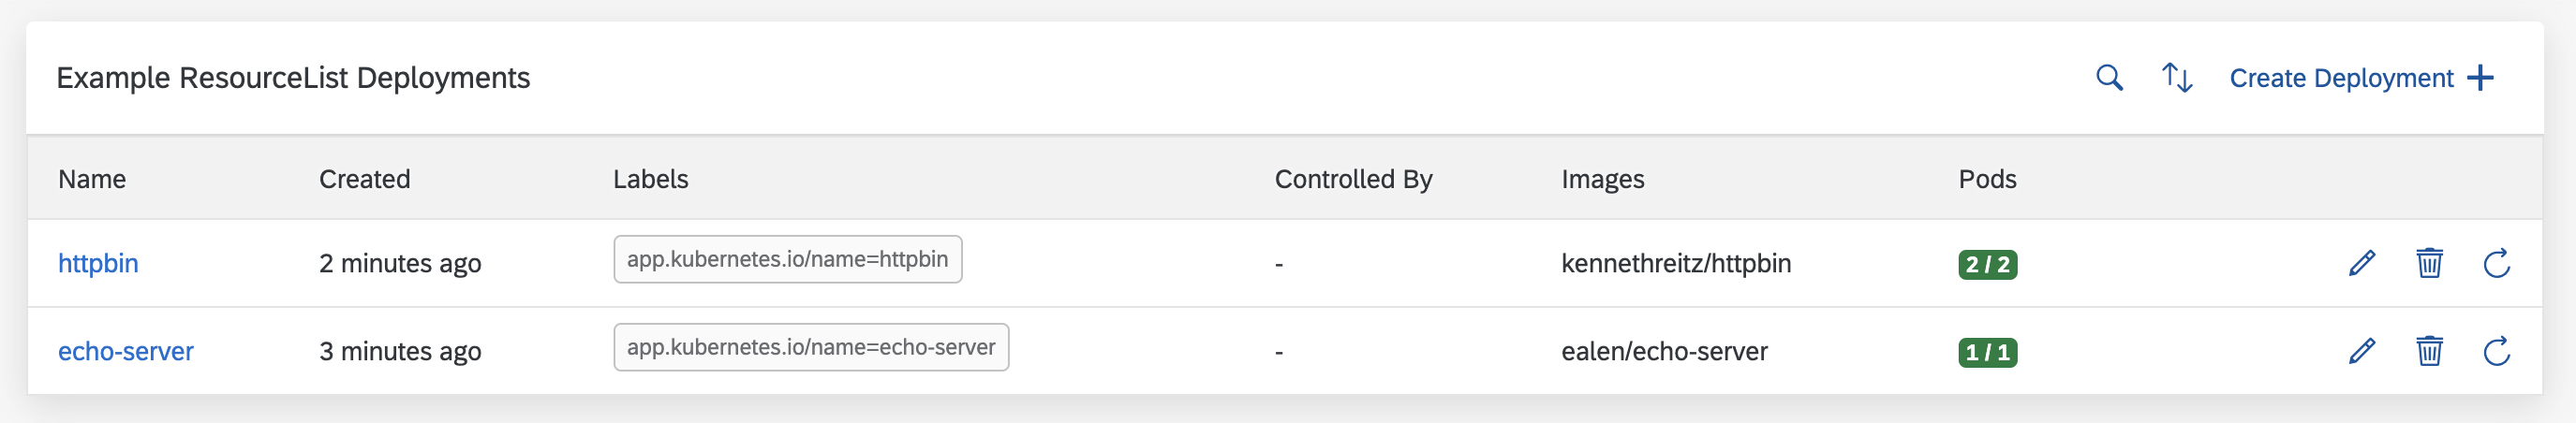 Example ResourceList Deployments
Create Deployment
Name Created Labels Controlled By Images Pods
httpbin 2 minutes ago app.kubernetes.io/name=httpbin - kennethreitz/httpbin 2 / 2
echo-server 3 minutes ago app.kubernetes.io/name=echo-server - ealen/echo-server 1 / 1